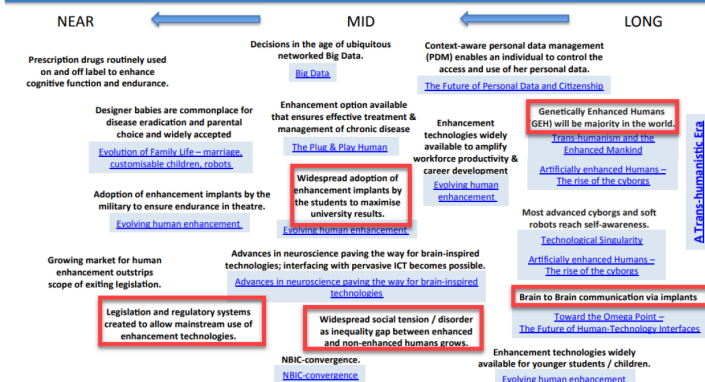 NEAR
MID
LONG
Prescription drugs routinely used
on and off label to enhance
cognitive function and endurance.
Designer babies are commonplace for
disease eradication and parental
choice and widely accepted
Evolution of Family Life – marriage,
customisable children, robots
Adoption of enhancement implants by the
military to ensure endurance in theatre.
Evolving human enhancement
Growing market for human
enhancement outstrips
scope of exiting legislation.
Legislation and regulatory systems
created to allow mainstream use of
enhancement technologies.
Decisions in the age of ubiquitous
networked Big Data.
Big Data
Enhancement option available
that ensures effective treatment &
management of chronic disease
The Plug & Play Human
Widespread adoption of
enhancement implants by
the students to maximise
university results.
Evolving human enhancement
Advances in neuroscience paving the way for brain-inspired
technologies; interfacing with pervasive ICT becomes possible.
Advances in neuroscience paving the way for brain-inspired
technologies
Widespread social tension / disorder
as inequality gap between enhanced
and non-enhanced humans grows.
NBIC-convergence.
NBIC-convergence
Context-aware personal data management
(PDM) enables an individual to control the
access and use of her personal data.
The Future of Personal Data and Citizenship
Enhancement
technologies widely
available to amplify
workforce productivity &
career development
Evolving human
enhancement
Genetically Enhanced Humans
(GEH) will be majority in the world.
Trans-humanism and the
Enhanced Mankind
Artificially enhanced Humans –
The rise of the cyborgs
Most advanced cyborgs and soft
robots reach self-awareness.
Technological Singularity
Artificially enhanced Humans –
The rise of the cyborgs
Brain to Brain communication via implants
Toward the Omega Point –
The Future of Human-Technology Interfaces
Enhancement technologies widely
available for younger students / children.
Evolving human enhancement
A Trans-humanistic Era